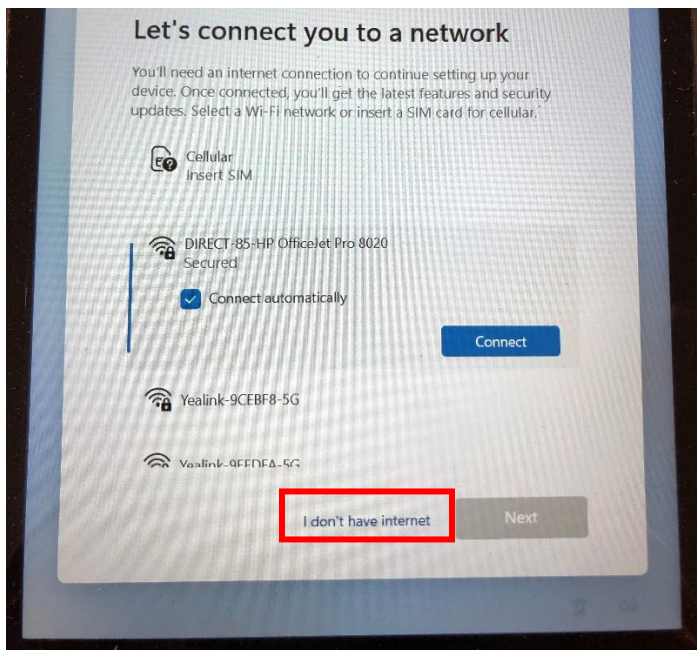 Let's connect you to a network
You'll need an internet connection to continue setting up your
device. Once connected, you'll get the latest features and security
updates. Select a Wi-Fi network or insert a SIM card for cellular.
Cellular
Insert SIM
DIRECT-85-HP OfficeJet Pro 8020
Secured
Connect automatically
Connect
Yealink-9CEBF8-5G
I don't have internet
Next